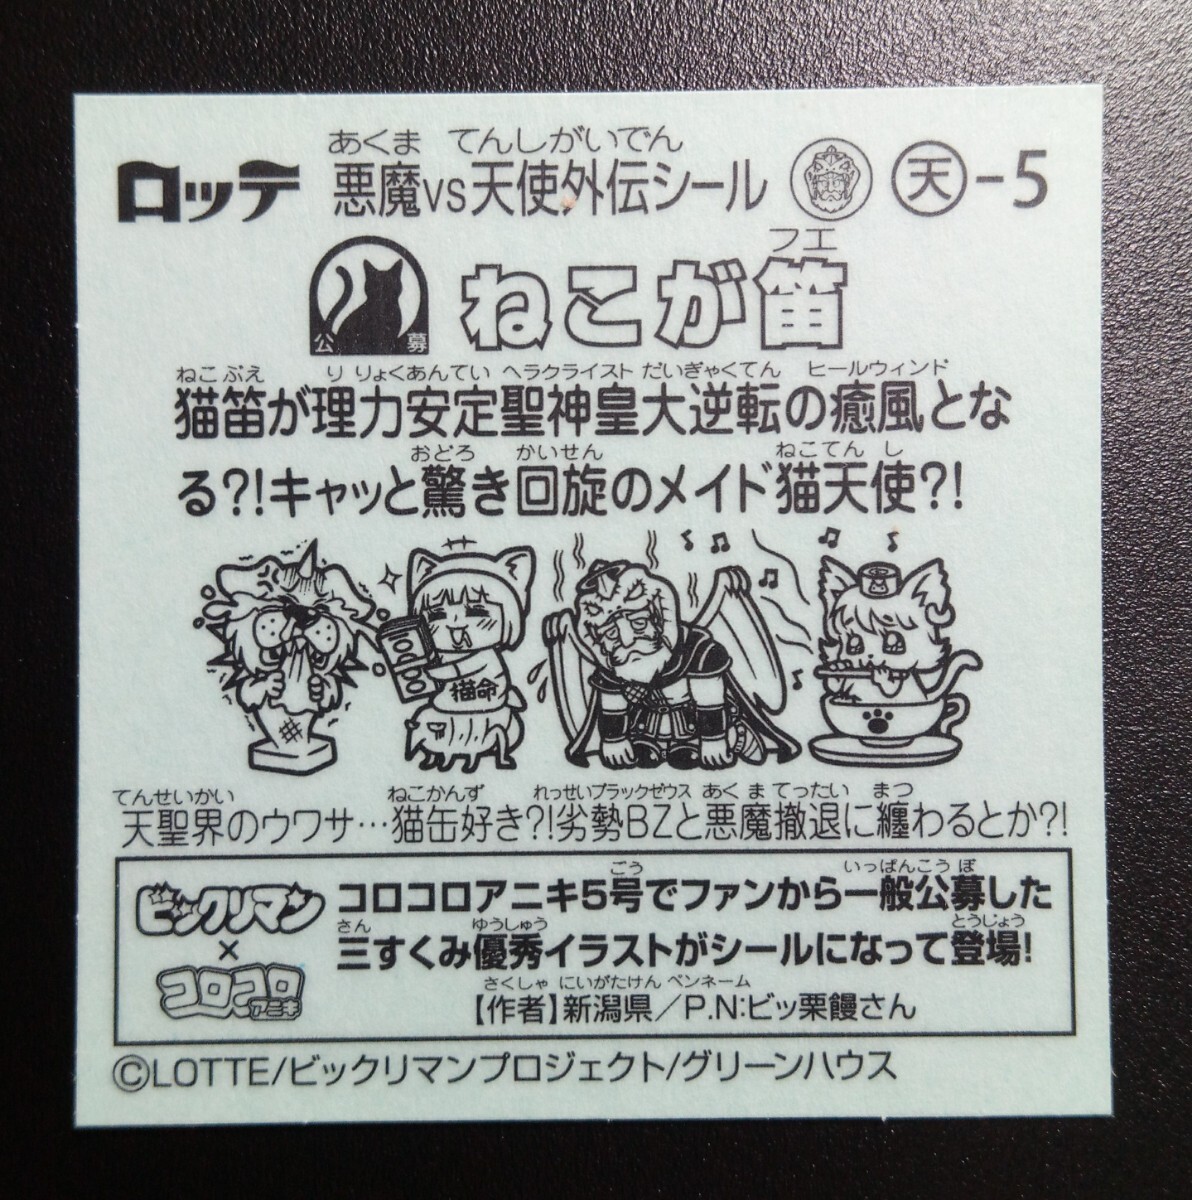 あくま てんしがいでん
ロッテ 悪魔VS天使外伝シール 天-5
フエ
ねこが笛
公 募
ねこぶえ りりょくあんてい ヘラクライスト だいぎゃくてん ヒールウィンド
猫笛が理力安定聖神皇大逆転の癒風とな
おどろ かいせん ねこてんし
る?!キャッと驚き回旋のメイド猫天使?!
猫命
てんせいかい ねこかんず れっせいブラックゼウス あくまてったい まつ
天聖界のウワサ…猫缶好き?!劣勢BZと悪魔撤退に纏わるとか?!
ごう いっぱんこうぼ
ビックリマン×コロコロアニキ
コロコロアニキ5号でファンから一般公募した
さん ゆうしゅう とうじょう
三すくみ優秀イラストがシールになって登場!
さくしゃ にいがたけん ペンネーム
【作者】新潟県/P.N:ビッ栗饅さん
©LOTTE/ビックリマンプロジェクト/グリーンハウス